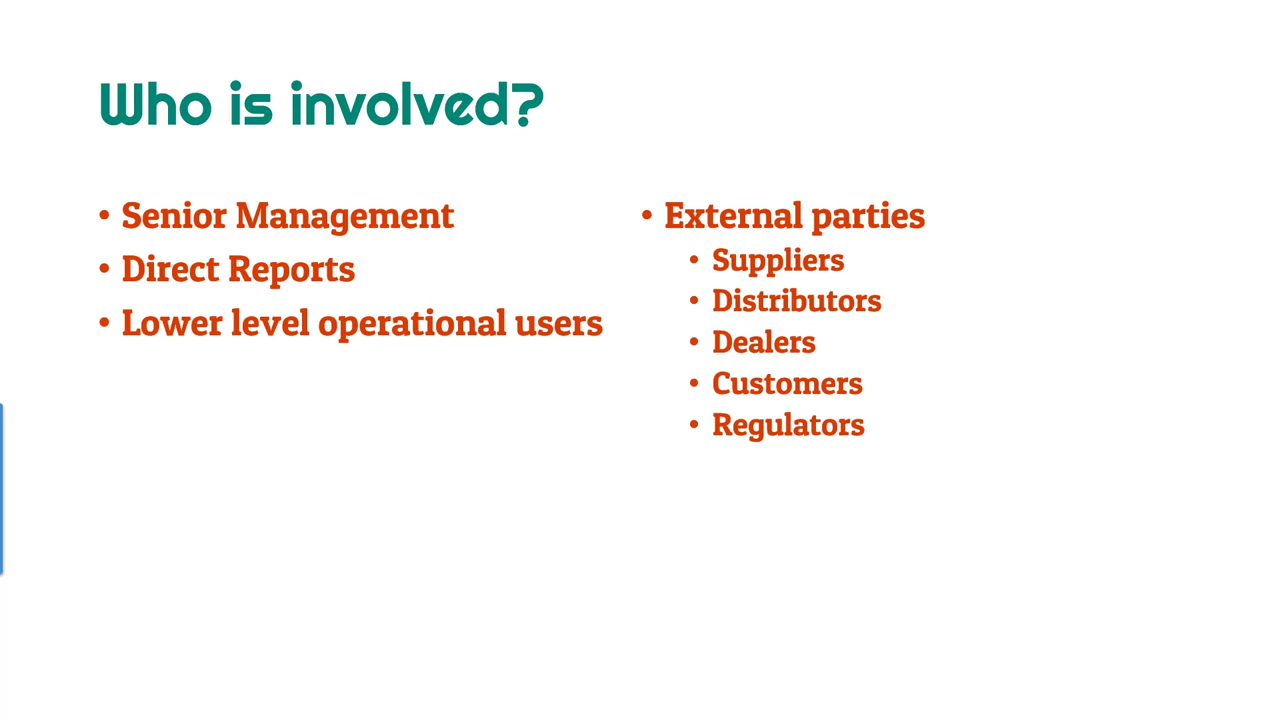 Who is involved?
• Senior Management
• Direct Reports
• Lower level operational users
• External parties
• Suppliers
• Distributors
• Dealers
• Customers
• Regulators